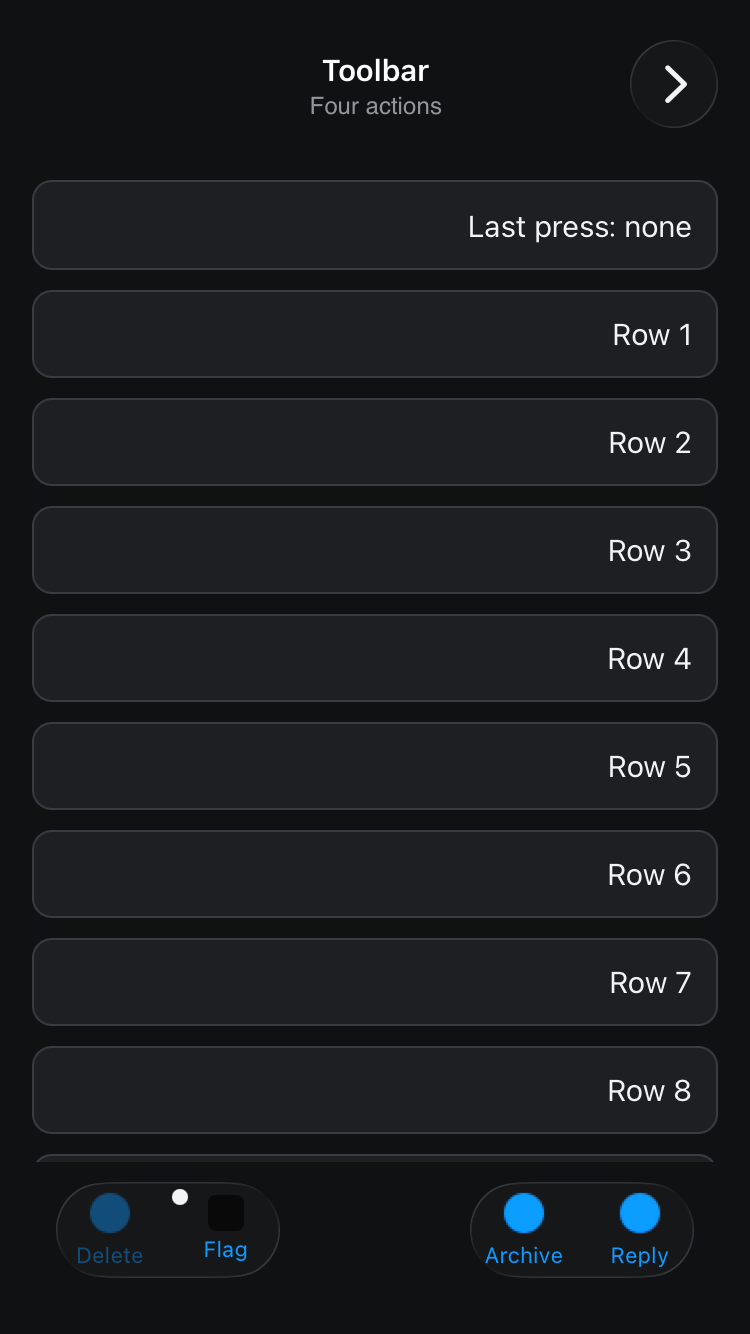 Toolbar
Four actions
Last press: none
Row 1
Row 2
Row 3
Row 4
Row 5
Row 6
Row 7
Row 8
Delete
Flag
Archive
Reply